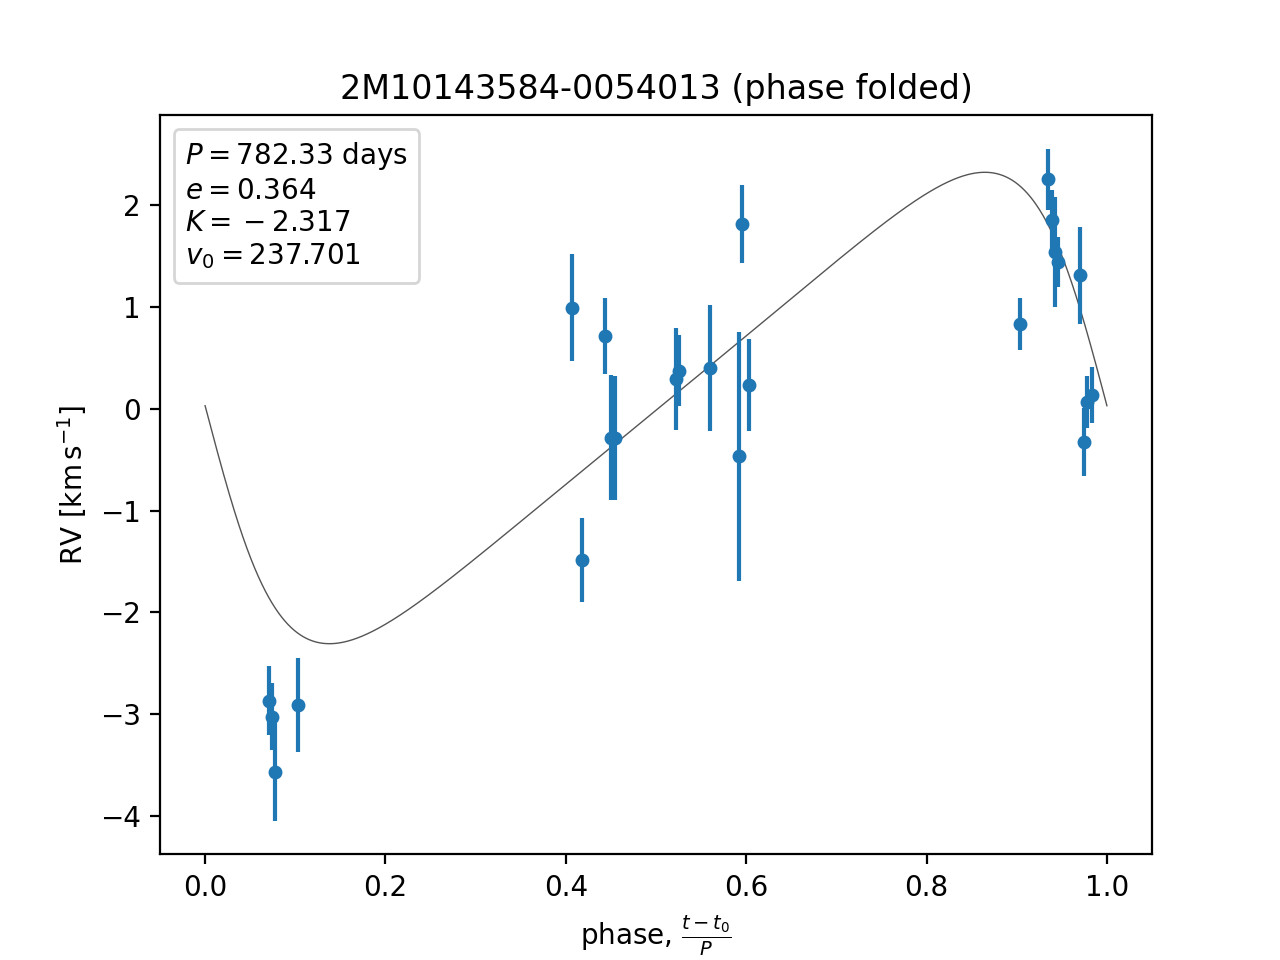 2M10143584-0054013 (phase folded)
P = 782.33 days
e = 0.364
K = −2.317
v₀ = 237.701
2
1
0
−1
−2
−3
−4
RV [km s⁻¹]
0.0 0.2 0.4 0.6 0.8 1.0
phase, (t − t₀)/P